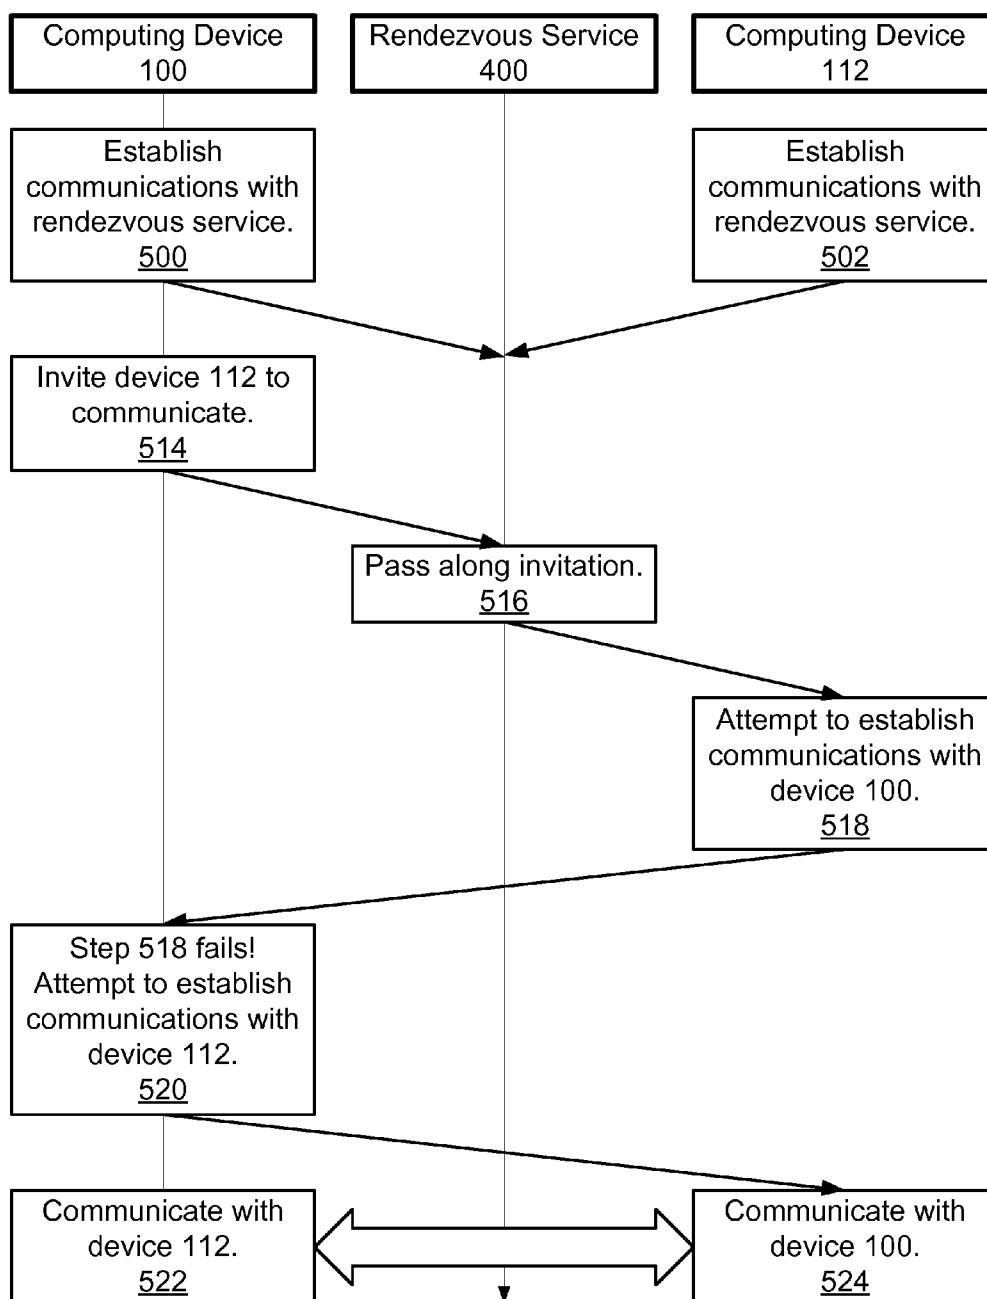 Computing Device
100
Rendezvous Service
400
Computing Device
112
Establish
communications with
rendezvous service.
500
Establish
communications with
rendezvous service.
502
Invite device 112 to
communicate.
514
Pass along invitation.
516
Attempt to establish
communications with
device 100.
518
Step 518 fails!
Attempt to establish
communications with
device 112.
520
Communicate with
device 112.
522
Communicate with
device 100.
524